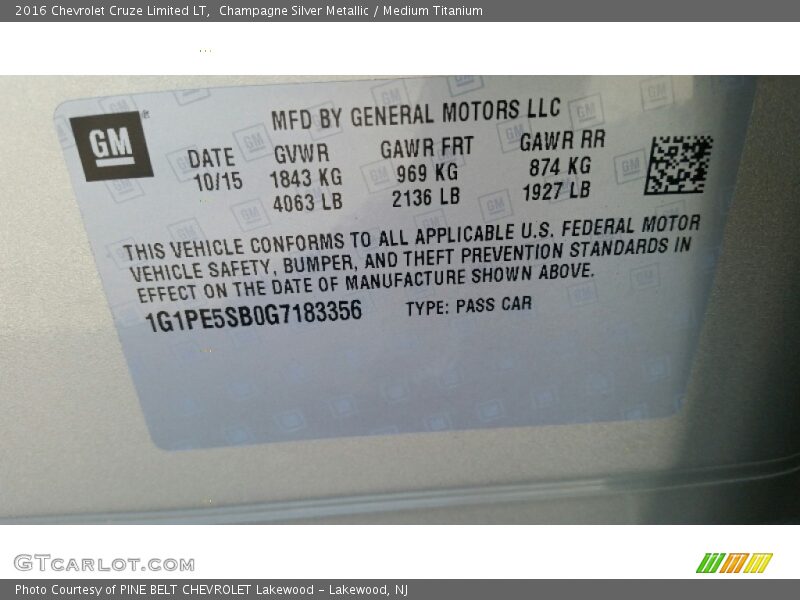 2016 Chevrolet Cruze Limited LT,  Champagne Silver Metallic / Medium Titanium
GM
MFD BY GENERAL MOTORS LLC
DATE GVWR GAWR FRT GAWR RR
10/15 1843 KG 969 KG 874 KG
4063 LB 2136 LB 1927 LB
THIS VEHICLE CONFORMS TO ALL APPLICABLE U.S. FEDERAL MOTOR
VEHICLE SAFETY, BUMPER, AND THEFT PREVENTION STANDARDS IN
EFFECT ON THE DATE OF MANUFACTURE SHOWN ABOVE.
1G1PE5SB0G7183356 TYPE: PASS CAR
GTCARLOT.COM
Photo Courtesy of PINE BELT CHEVROLET Lakewood - Lakewood, NJ